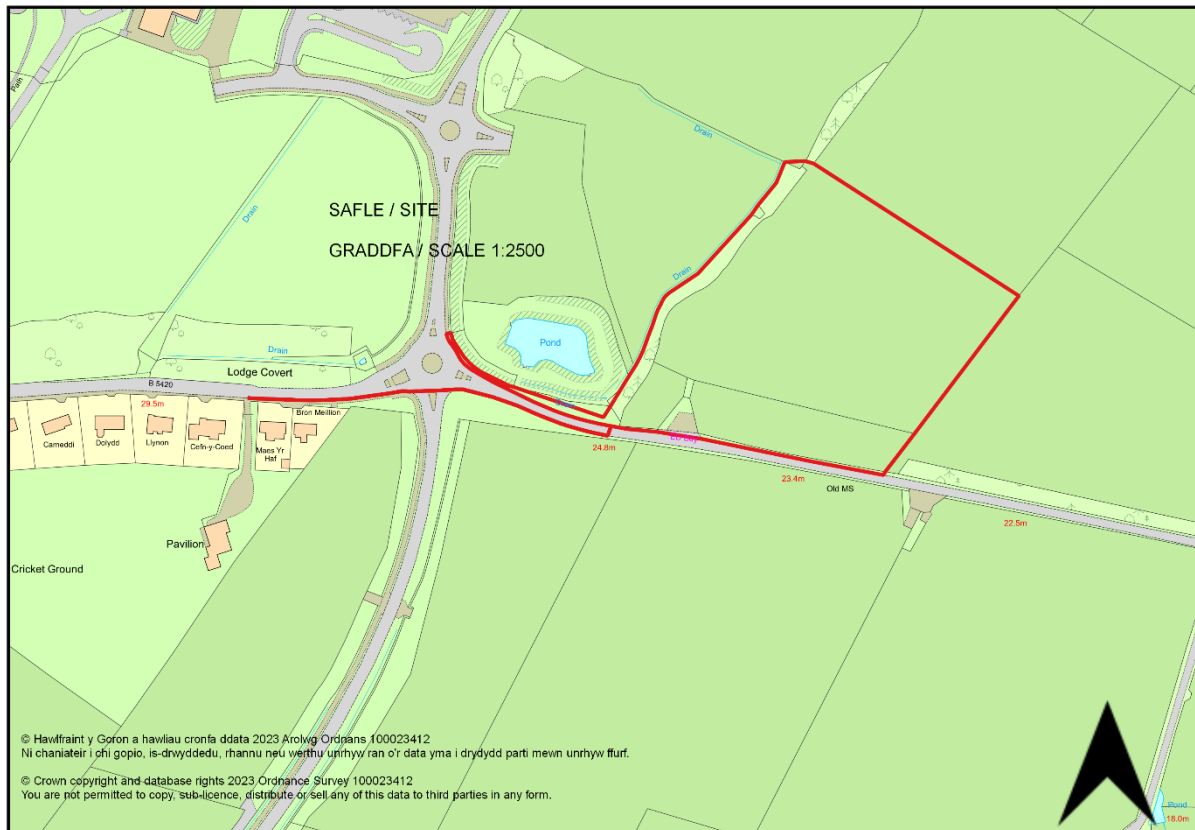 Path
Drain
SAFLE / SITE
GRADDFA / SCALE 1:2500
Drain
Drain
Pond
Drain
Lodge Covert
B 5420
29.5m
Bron Meillion
Carneddi
Dolydd
Llynon
Cefn-y-Coed
Maes Yr
Haf
Drain
24.8m
23.4m
Old MS
22.5m
Pavilion
Cricket Ground
© Hawlfraint y Goron a hawliau cronfa ddata 2023 Arolwg Ordnans 100023412
Ni chaniateir i chi gopio, is-drwyddedu, rhannu neu werthu unrhyw ran o'r data yma i drydydd parti mewn unrhyw ffurf.
© Crown copyright and database rights 2023 Ordnance Survey 100023412
You are not permitted to copy, sub-licence, distribute or sell any of this data to third parties in any form.
Pond
18.0m